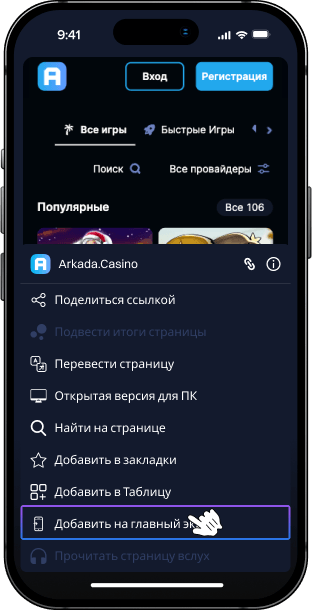 9:41
A
Вход
Регистрация
Все игры
Быстрые Игры
Поиск
Все провайдеры
Популярные
Все 106
Arkada.Casino
Поделиться ссылкой
Подвести итоги страницы
Перевести страницу
Открытая версия для ПК
Найти на странице
Добавить в закладки
Добавить в Таблицу
Добавить на главный э
Прочитать страницу вслух